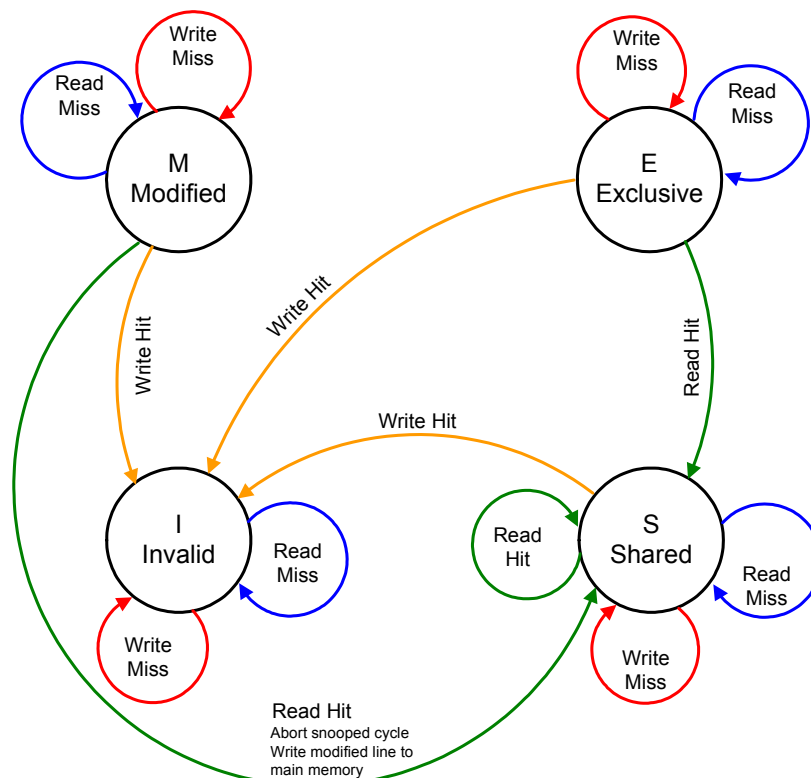 Write
Miss
Read
Miss
M
Modified
Write
Miss
Read
Miss
E
Exclusive
Write Hit
Write Hit
Read Hit
Write Hit
I
Invalid
Read
Miss
Write
Miss
Read
Hit
S
Shared
Read
Miss
Write
Miss
Read Hit
Abort snooped cycle
Write modified line to
main memory